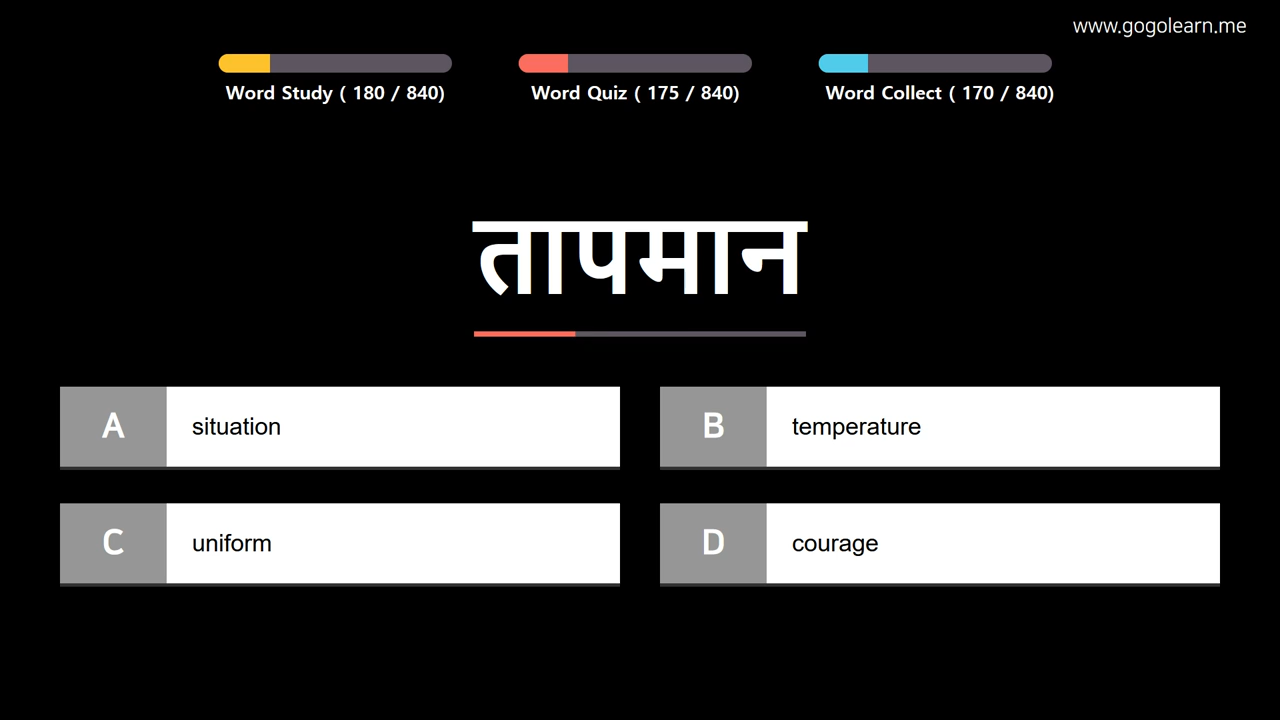 www.gogolearn.me
Word Study ( 180 / 840)
Word Quiz ( 175 / 840)
Word Collect ( 170 / 840)
तापमान
A situation
B temperature
C uniform
D courage